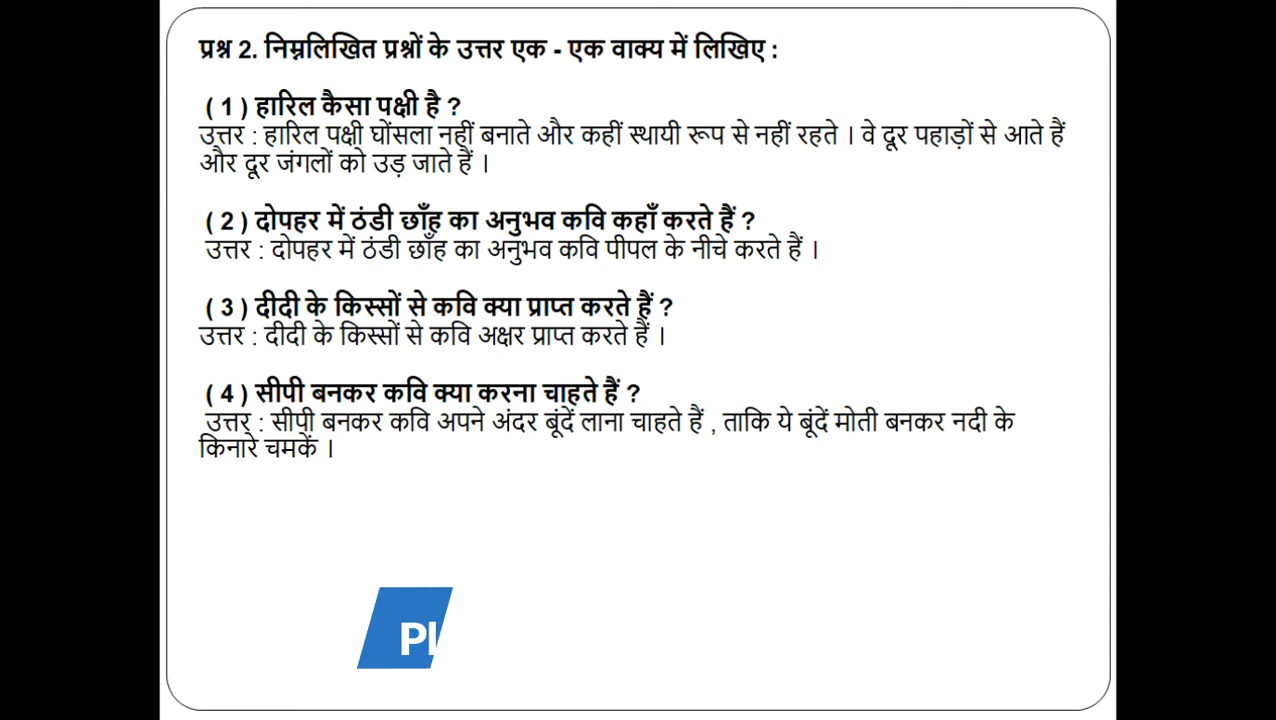 प्रश्न 2. निम्नलिखित प्रश्नों के उत्तर एक - एक वाक्य में लिखिए :
( 1 ) हारिल कैसा पक्षी है ?
उत्तर : हारिल पक्षी घोंसला नहीं बनाते और कहीं स्थायी रूप से नहीं रहते । वे दूर पहाड़ों से आते हैं
और दूर जंगलों को उड़ जाते हैं ।
( 2 ) दोपहर में ठंडी छाँह का अनुभव कवि कहाँ करते हैं ?
उत्तर : दोपहर में ठंडी छाँह का अनुभव कवि पीपल के नीचे करते हैं ।
( 3 ) दीदी के किस्सों से कवि क्या प्राप्त करते हैं ?
उत्तर : दीदी के किस्सों से कवि अक्षर प्राप्त करते हैं ।
( 4 ) सीपी बनकर कवि क्या करना चाहते हैं ?
उत्तर : सीपी बनकर कवि अपने अंदर बूंदें लाना चाहते हैं , ताकि ये बूंदें मोती बनकर नदी के
किनारे चमकें ।